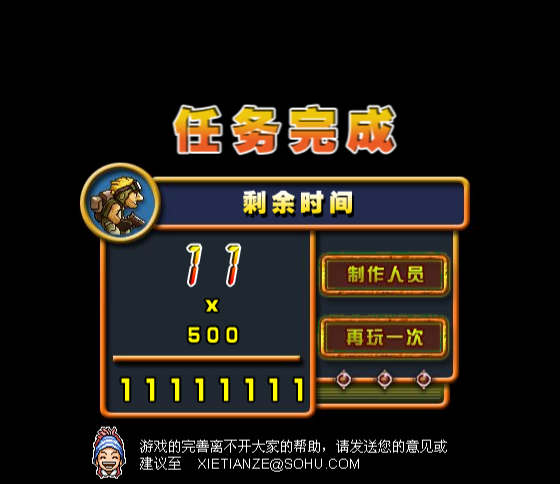 任务完成
剩余时间
11
x
500
11111111
制作人员
再玩一次
游戏的完善离不开大家的帮助，请发送您的意见或
建议至 XIETIANZE@SOHU.COM